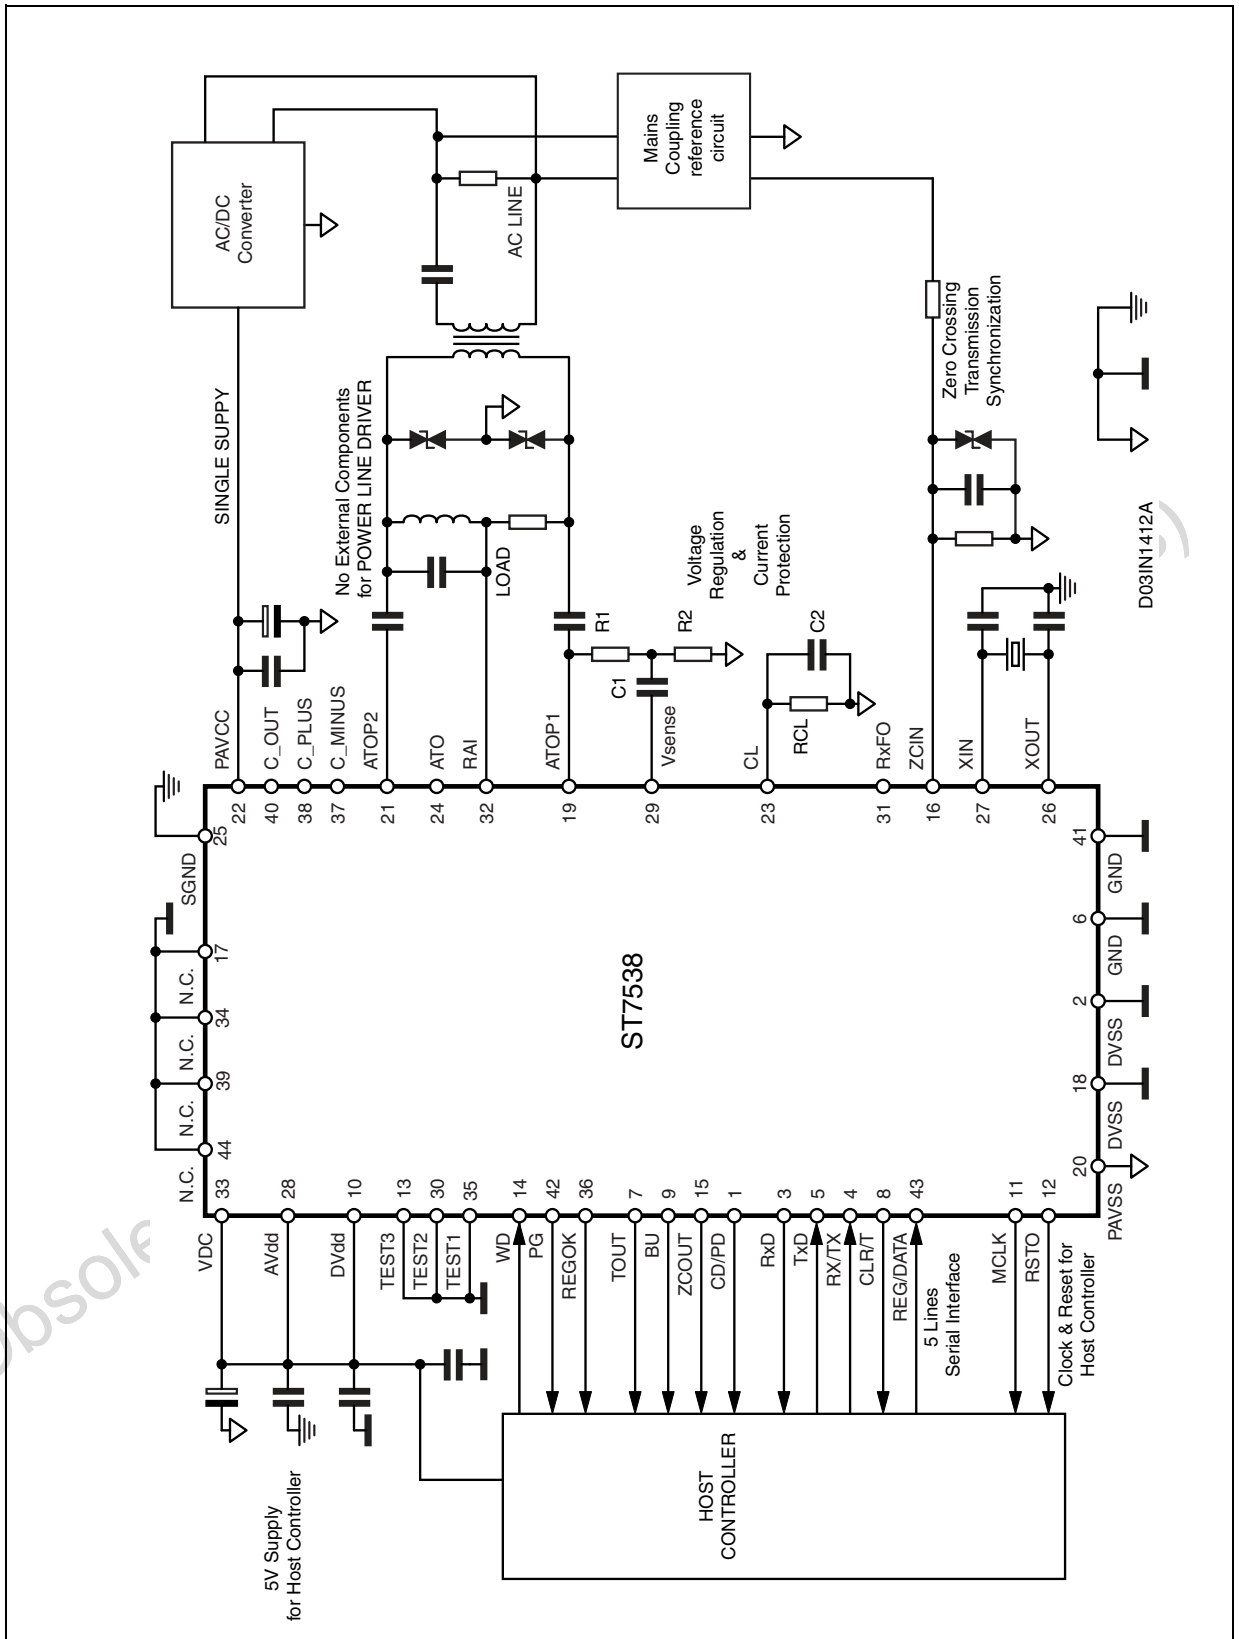 AC/DC
Converter
Mains
Coupling
reference
circuit
AC LINE
SINGLE SUPPY
No External Components
for POWER LINE DRIVER
LOAD
R1
R2
C1
Voltage
Regulation
&
Current
Protection
C2
RCL
Zero Crossing
Transmission
Synchronization
D03IN1412A
PAVCC
C_OUT
C_PLUS
C_MINUS
ATOP2
ATO
RAI
ATOP1
Vsense
CL
RxFO
ZCIN
XIN
XOUT
22
40
38
37
21
24
32
19
29
23
31
16
27
26
SGND
25
N.C.
17
N.C.
34
N.C.
39
N.C.
44
ST7538
41
GND
6
GND
2
DVSS
18
DVSS
20
PAVSS
33
28
10
13
30
35
14
42
36
7
9
15
1
3
5
4
8
43
11
12
VDC
AVdd
DVdd
TEST3
TEST2
TEST1
WD
PG
REGOK
TOUT
BU
ZCOUT
CD/PD
RxD
TxD
RX/TX
CLR/T
REG/DATA
5 Lines
Serial Interface
MCLK
RSTO
Clock & Reset for
Host Controller
5V Supply
for Host Controller
HOST
CONTROLLER